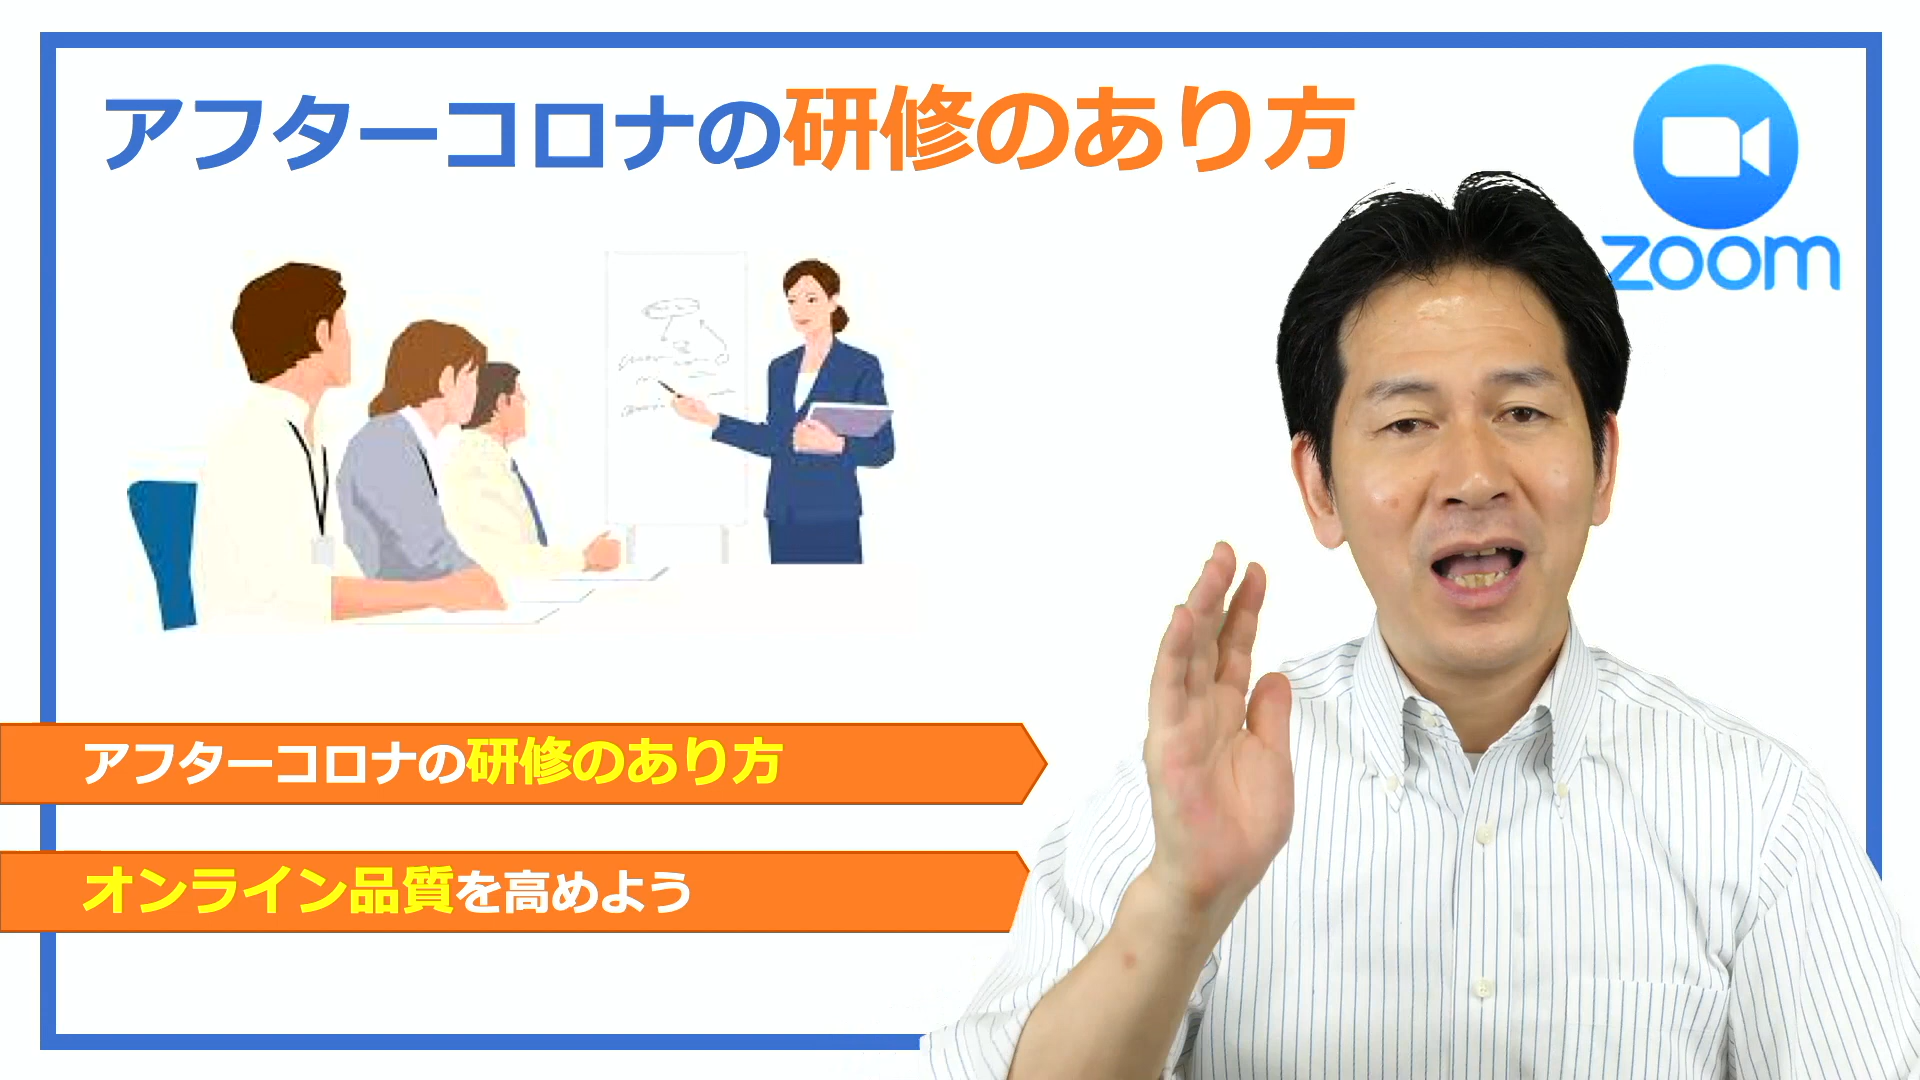 アフターコロナの研修のあり方
zoom
アフターコロナの研修のあり方
オンライン品質を高めよう